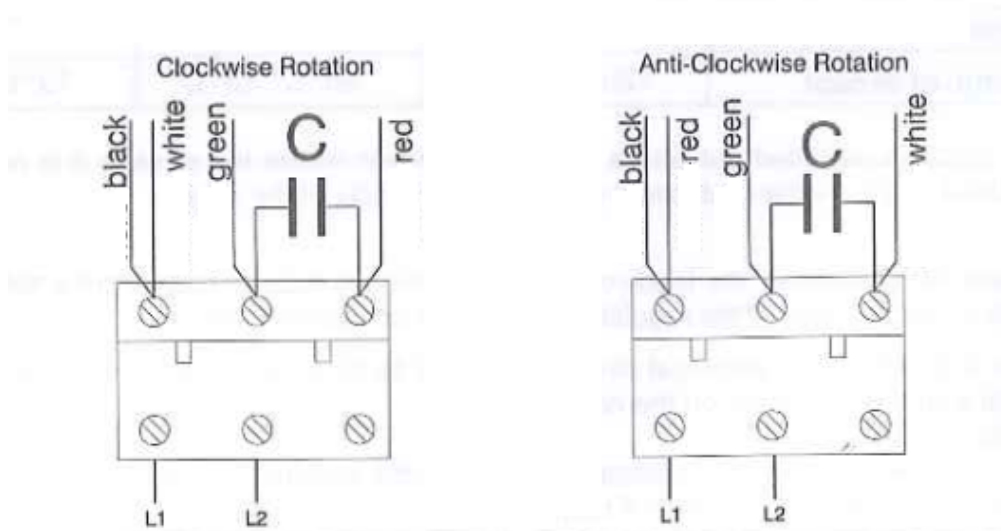 Clockwise Rotation
black
white
green
C
red
L1
L2
Anti-Clockwise Rotation
black
red
green
C
white
L1
L2